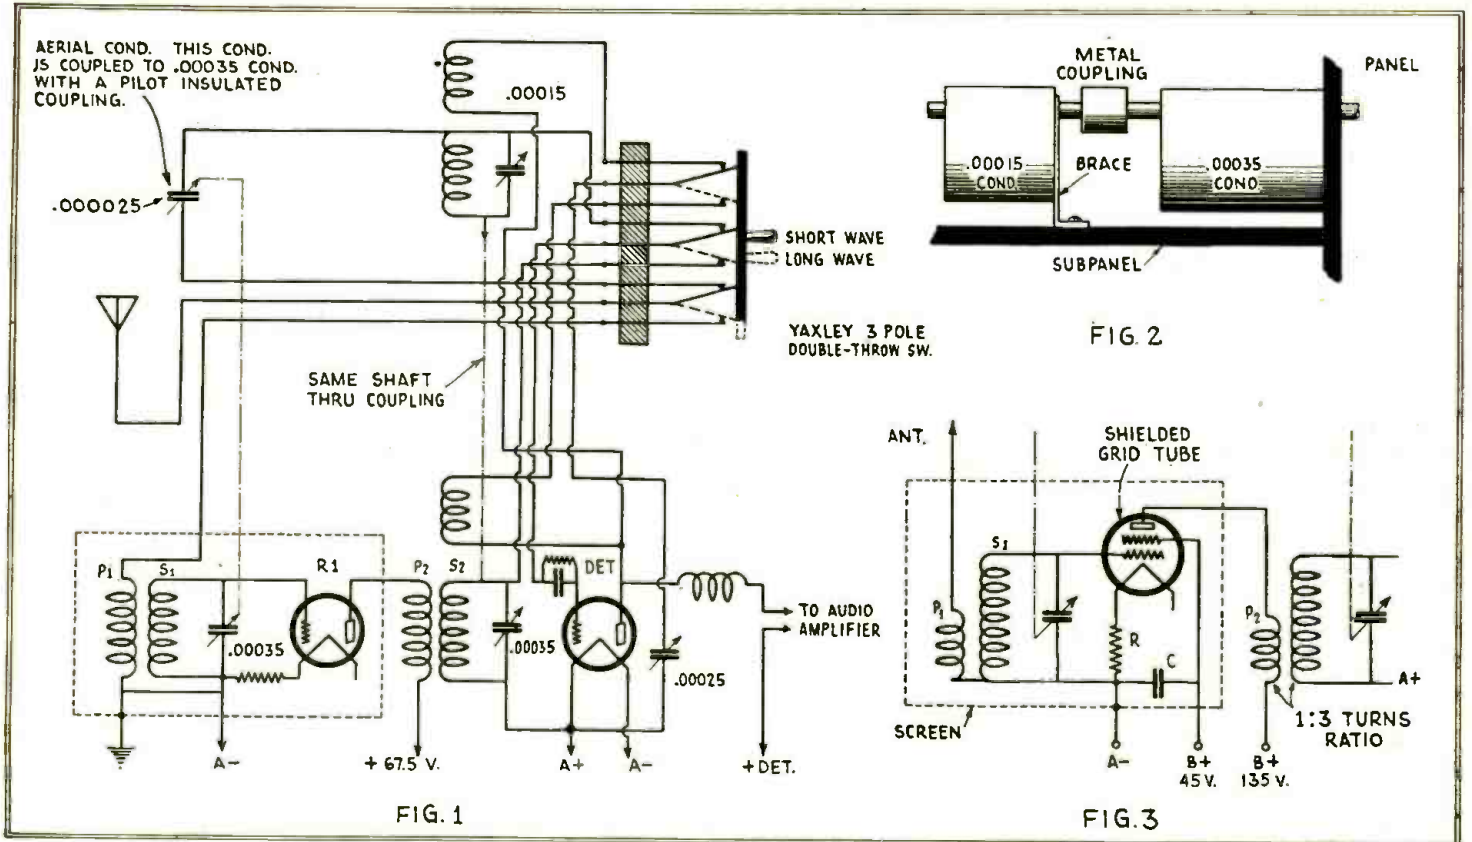 AERIAL COND. THIS COND.
IS COUPLED TO .00035 COND.
WITH A PILOT INSULATED
COUPLING.
.000025
.00015
SHORT WAVE
LONG WAVE
YAXLEY 3 POLE
DOUBLE-THROW SW.
SAME SHAFT
THRU COUPLING
P1
S1
R1
.00035
P2
S2
.00035
DET
.00025
TO AUDIO
AMPLIFIER
A-
+ 67.5 V.
A+
A-
+DET.
FIG. 1
METAL
COUPLING
PANEL
.00015
COND.
BRACE
.00035
COND.
SUBPANEL
FIG. 2
ANT.
SHIELDED
GRID TUBE
S1
P1
R
C
P2
SCREEN
A+
1:3 TURNS
RATIO
A-
B+
45 V.
B+
135 V.
FIG. 3